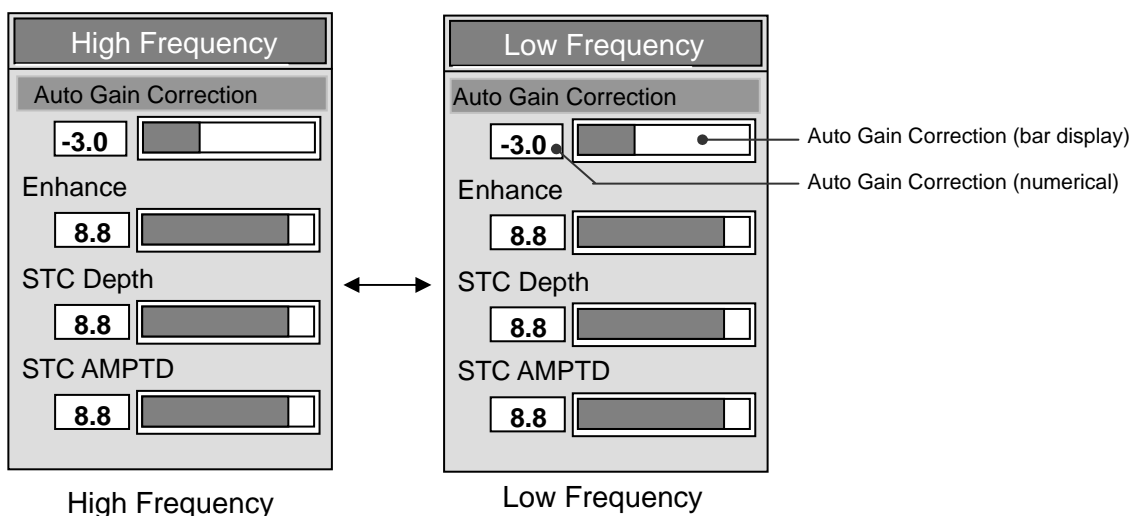 High Frequency
Auto Gain Correction
-3.0
Enhance
8.8
STC Depth
8.8
STC AMPTD
8.8
High Frequency
Low Frequency
Auto Gain Correction
-3.0
Enhance
8.8
STC Depth
8.8
STC AMPTD
8.8
Low Frequency
Auto Gain Correction (bar display)
Auto Gain Correction (numerical)